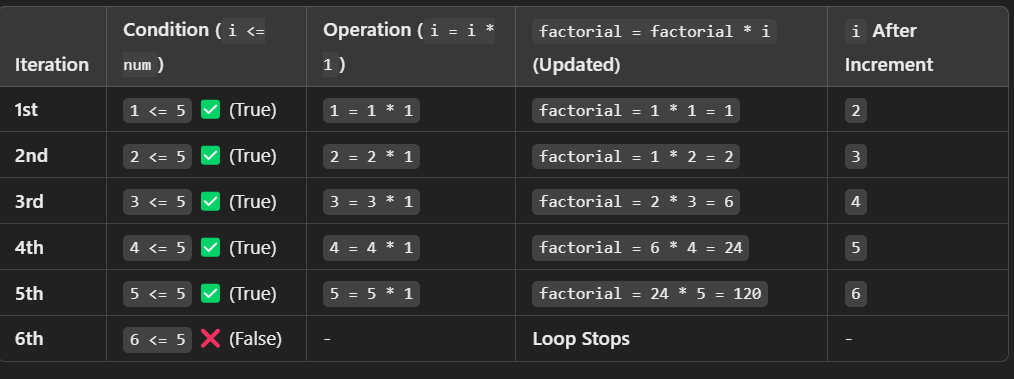 Iteration Condition ( i <= num ) Operation ( i = i * 1 ) factorial = factorial * i (Updated) i After Increment
1st 1 <= 5 ✅ (True) 1 = 1 * 1 factorial = 1 * 1 = 1 2
2nd 2 <= 5 ✅ (True) 2 = 2 * 1 factorial = 1 * 2 = 2 3
3rd 3 <= 5 ✅ (True) 3 = 3 * 1 factorial = 2 * 3 = 6 4
4th 4 <= 5 ✅ (True) 4 = 4 * 1 factorial = 6 * 4 = 24 5
5th 5 <= 5 ✅ (True) 5 = 5 * 1 factorial = 24 * 5 = 120 6
6th 6 <= 5 ❌ (False) - Loop Stops -